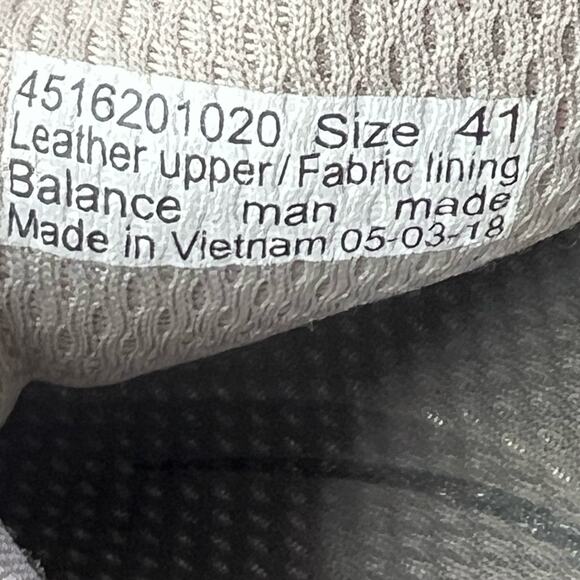 4516201020 Size 41
Leather upper/Fabric lining
Balance man made
Made in Vietnam 05-03-18